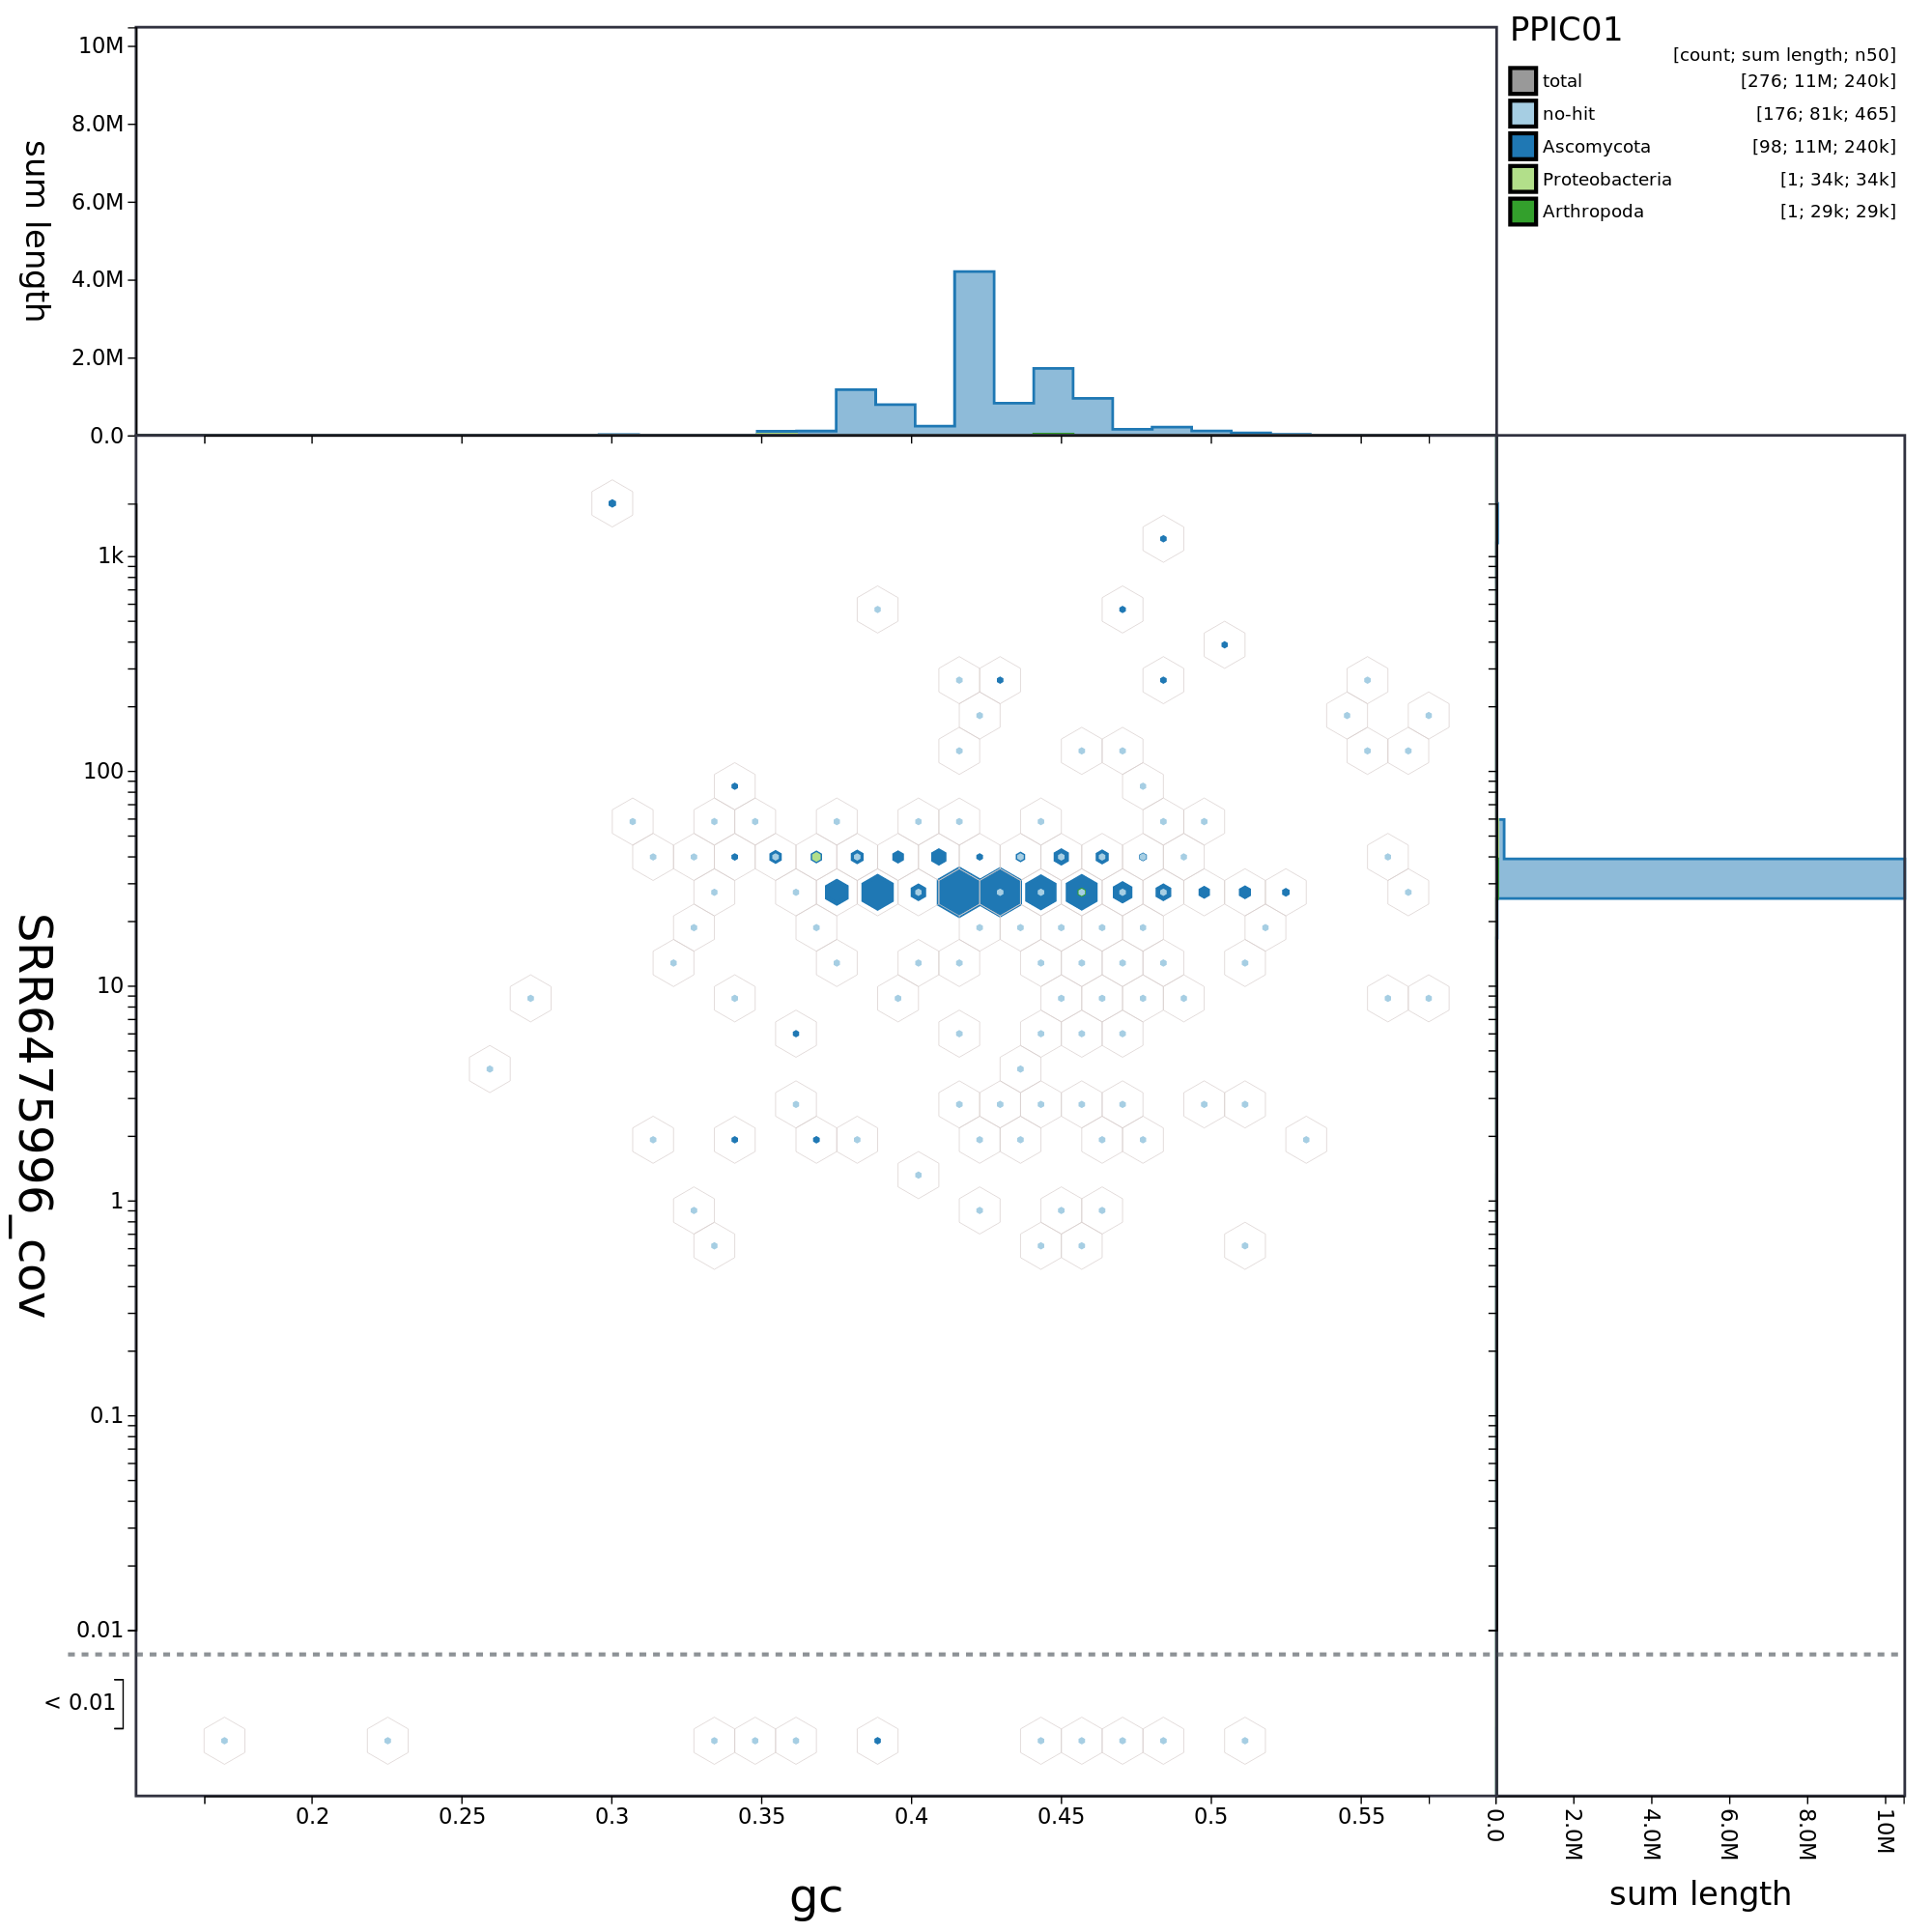 PPIC01
[count; sum length; n50]
total [276; 11M; 240k]
no-hit [176; 81k; 465]
Ascomycota [98; 11M; 240k]
Proteobacteria [1; 34k; 34k]
Arthropoda [1; 29k; 29k]
sum length
10M
8.0M
6.0M
4.0M
2.0M
0.0
SRR6475996_cov
1k
100
10
1
0.1
0.01
< 0.01
0.2 0.25 0.3 0.35 0.4 0.45 0.5 0.55
gc
0.0 2.0M 4.0M 6.0M 8.0M 10M
sum length